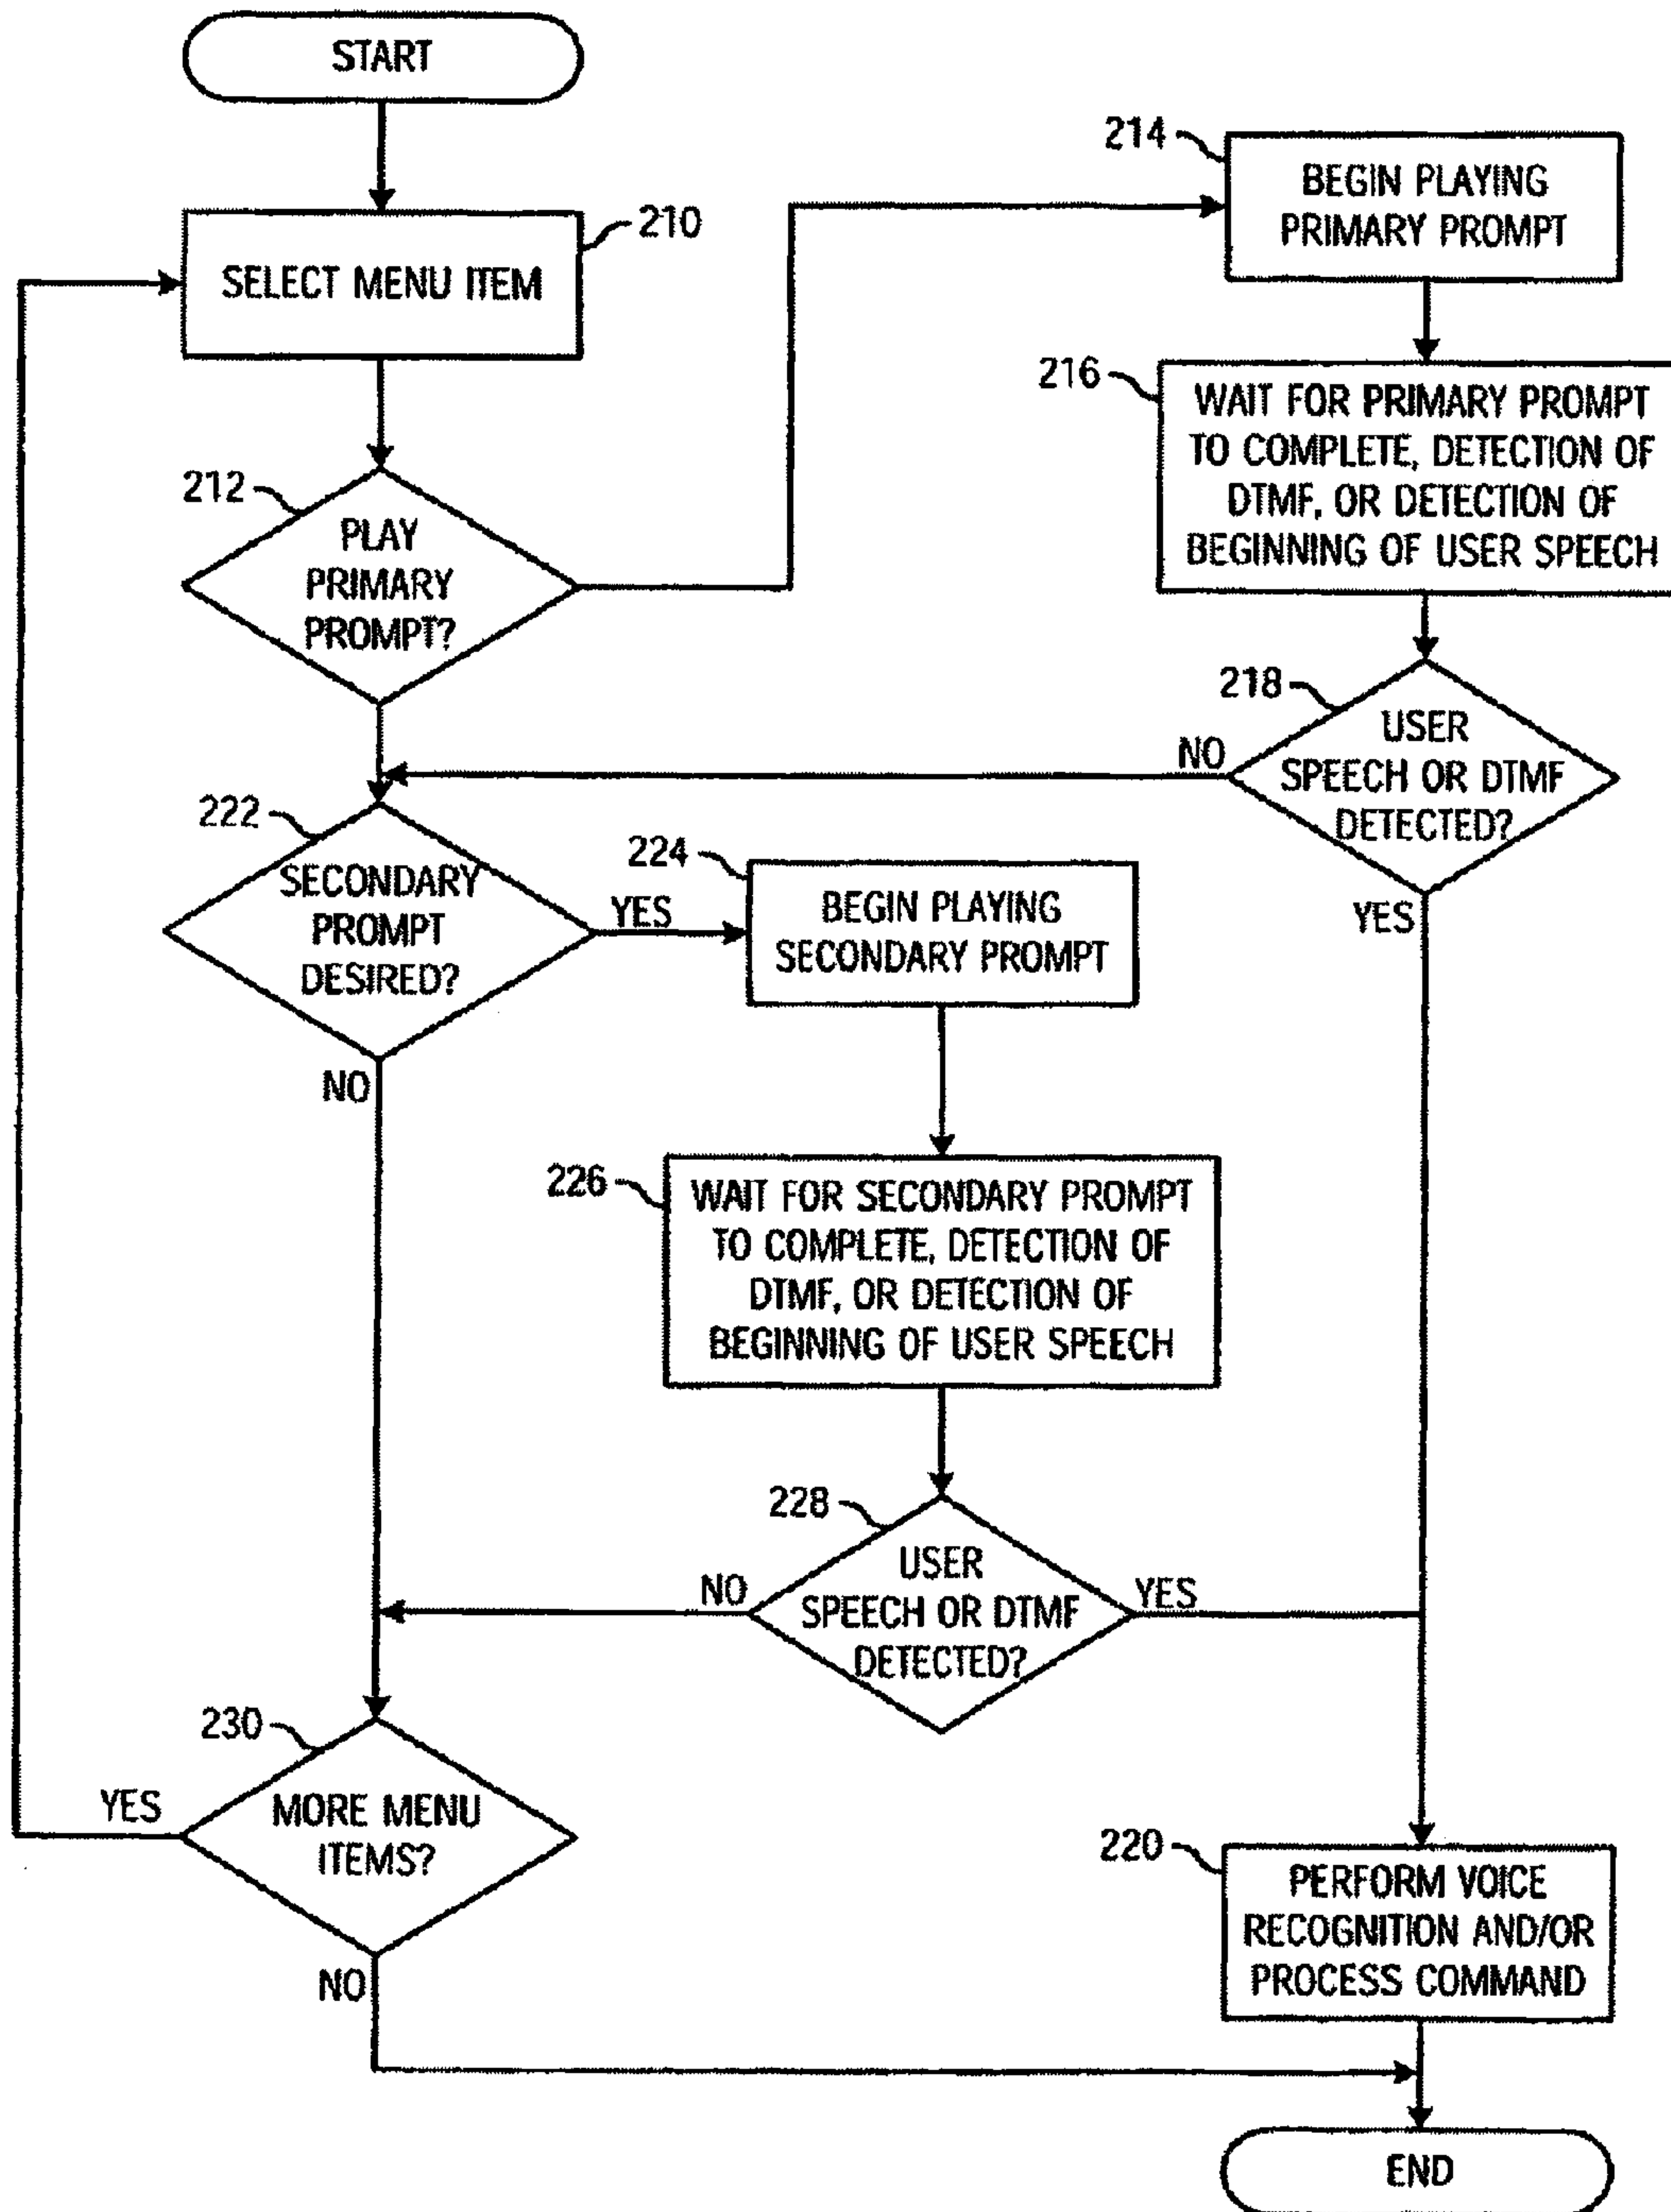 START
210
SELECT MENU ITEM
212
PLAY
PRIMARY
PROMPT?
214
BEGIN PLAYING
PRIMARY PROMPT
216
WAIT FOR PRIMARY PROMPT
TO COMPLETE, DETECTION OF
DTMF, OR DETECTION OF
BEGINNING OF USER SPEECH
218
USER
SPEECH OR DTMF
DETECTED?
NO
YES
222
SECONDARY
PROMPT
DESIRED?
YES
NO
224
BEGIN PLAYING
SECONDARY PROMPT
226
WAIT FOR SECONDARY PROMPT
TO COMPLETE, DETECTION OF
DTMF, OR DETECTION OF
BEGINNING OF USER SPEECH
228
USER
SPEECH OR DTMF
DETECTED?
NO
YES
230
MORE MENU
ITEMS?
YES
NO
220
PERFORM VOICE
RECOGNITION AND/OR
PROCESS COMMAND
END